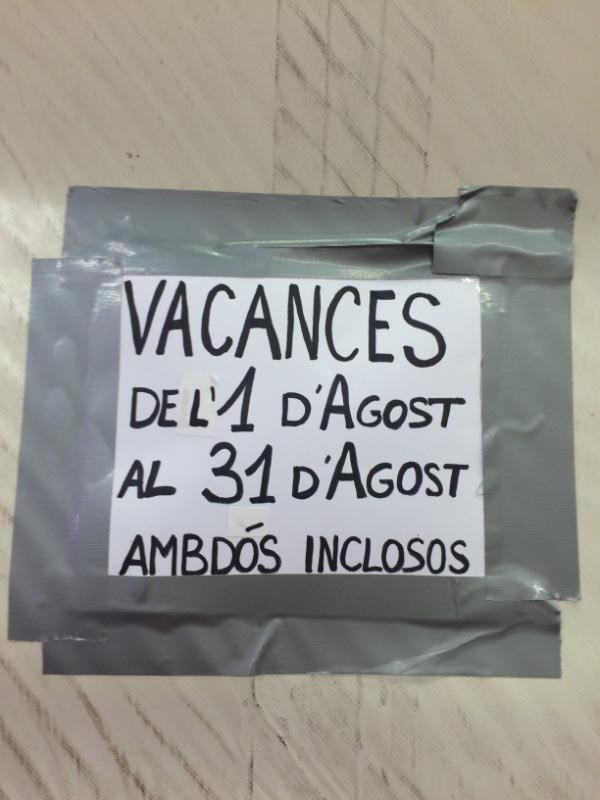 VACANCES
DE L'1 D'AGOST
AL 31 D'AGOST
AMBDÓS INCLOSOS